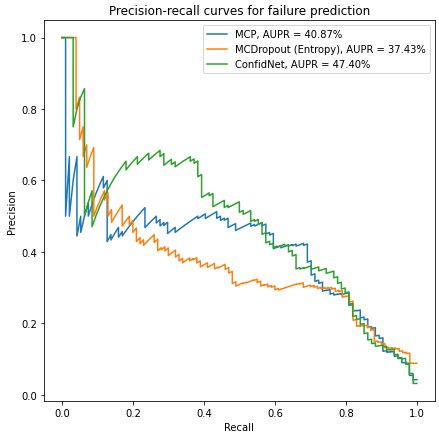 Precision-recall curves for failure prediction
MCP, AUPR = 40.87%
MCDropout (Entropy), AUPR = 37.43%
ConfidNet, AUPR = 47.40%
Precision
1.0
0.8
0.6
0.4
0.2
0.0
0.0 0.2 0.4 0.6 0.8 1.0
Recall